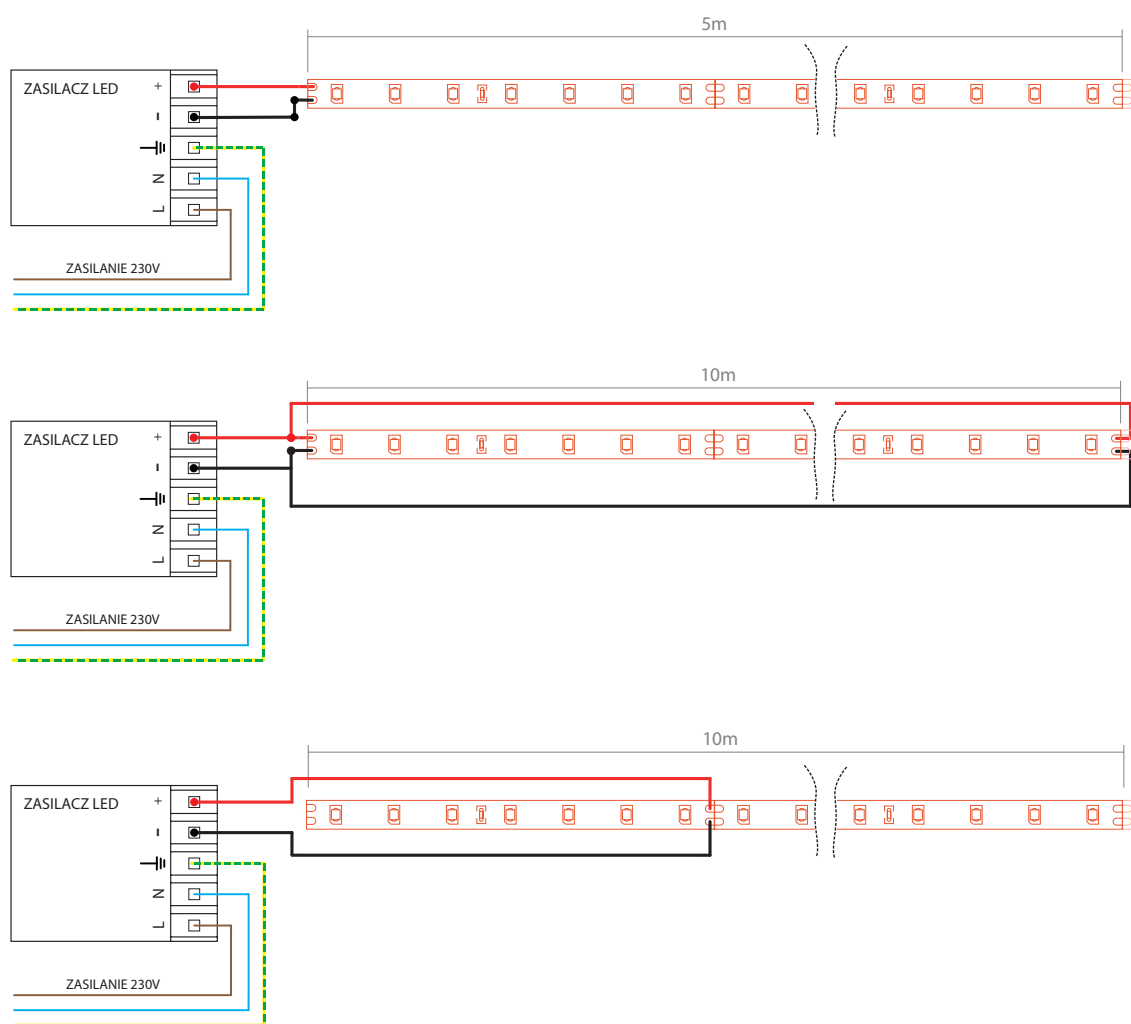 5m
ZASILACZ LED
+
-
N
L
ZASILANIE 230V
10m
ZASILACZ LED
+
-
N
L
ZASILANIE 230V
10m
ZASILACZ LED
+
-
N
L
ZASILANIE 230V